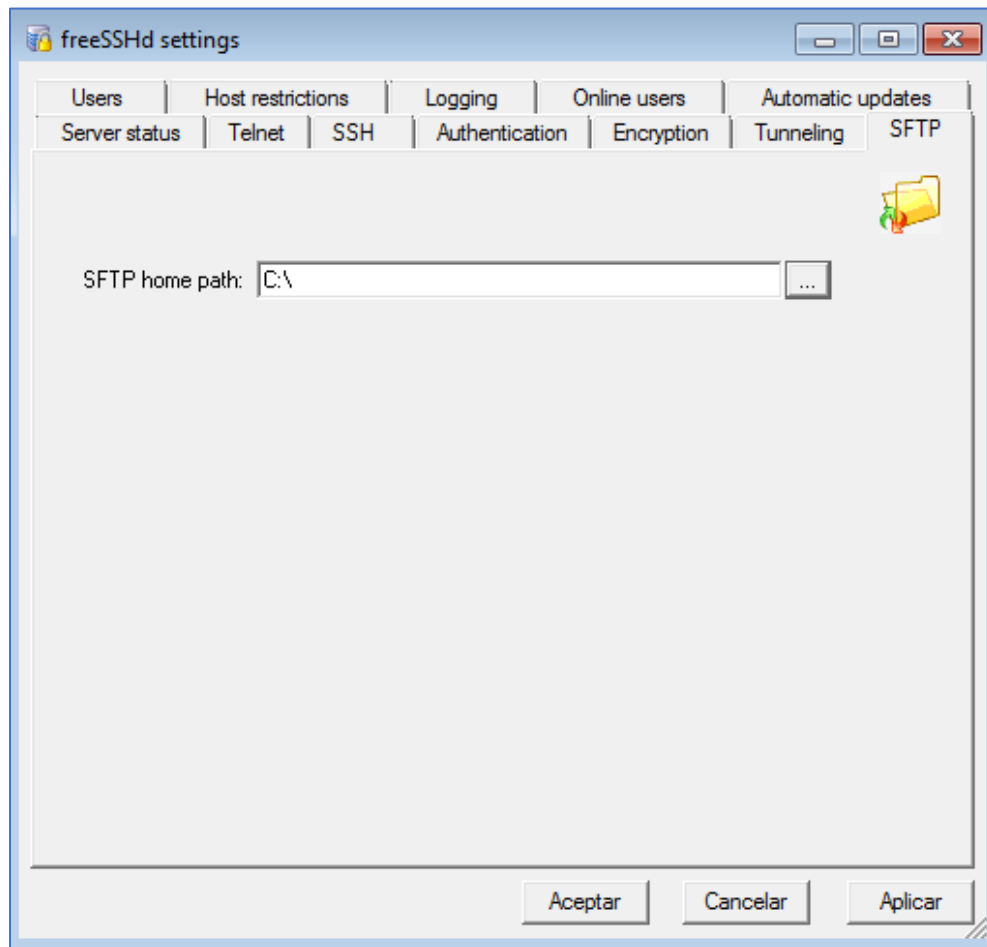 freeSSHd settings
Users Host restrictions Logging Online users Automatic updates
Server status Telnet SSH Authentication Encryption Tunneling SFTP
SFTP home path: C:\ ...
Aceptar Cancelar Aplicar